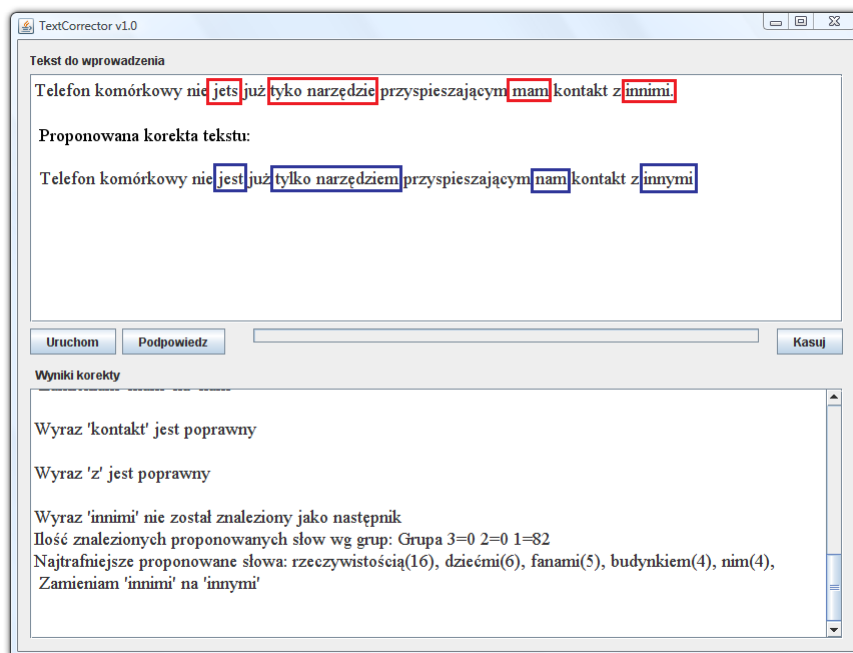 TextCorrector v1.0
Tekst do wprowadzenia
Telefon komórkowy nie jets już tyko narzędzie przyspieszającym mam kontakt z innimi.
Proponowana korekta tekstu:
Telefon komórkowy nie jest już tylko narzędziem przyspieszającym nam kontakt z innymi
Uruchom Podpowiedz Kasuj
Wyniki korekty
Wyraz 'kontakt' jest poprawny
Wyraz 'z' jest poprawny
Wyraz 'innimi' nie został znaleziony jako następnik
Ilość znalezionych proponowanych słow wg grup: Grupa 3=0 2=0 1=82
Najtrafniejsze proponowane słowa: rzeczywistością(16), dziećmi(6), fanami(5), budynkiem(4), nim(4),
Zamieniam 'innimi' na 'innymi'